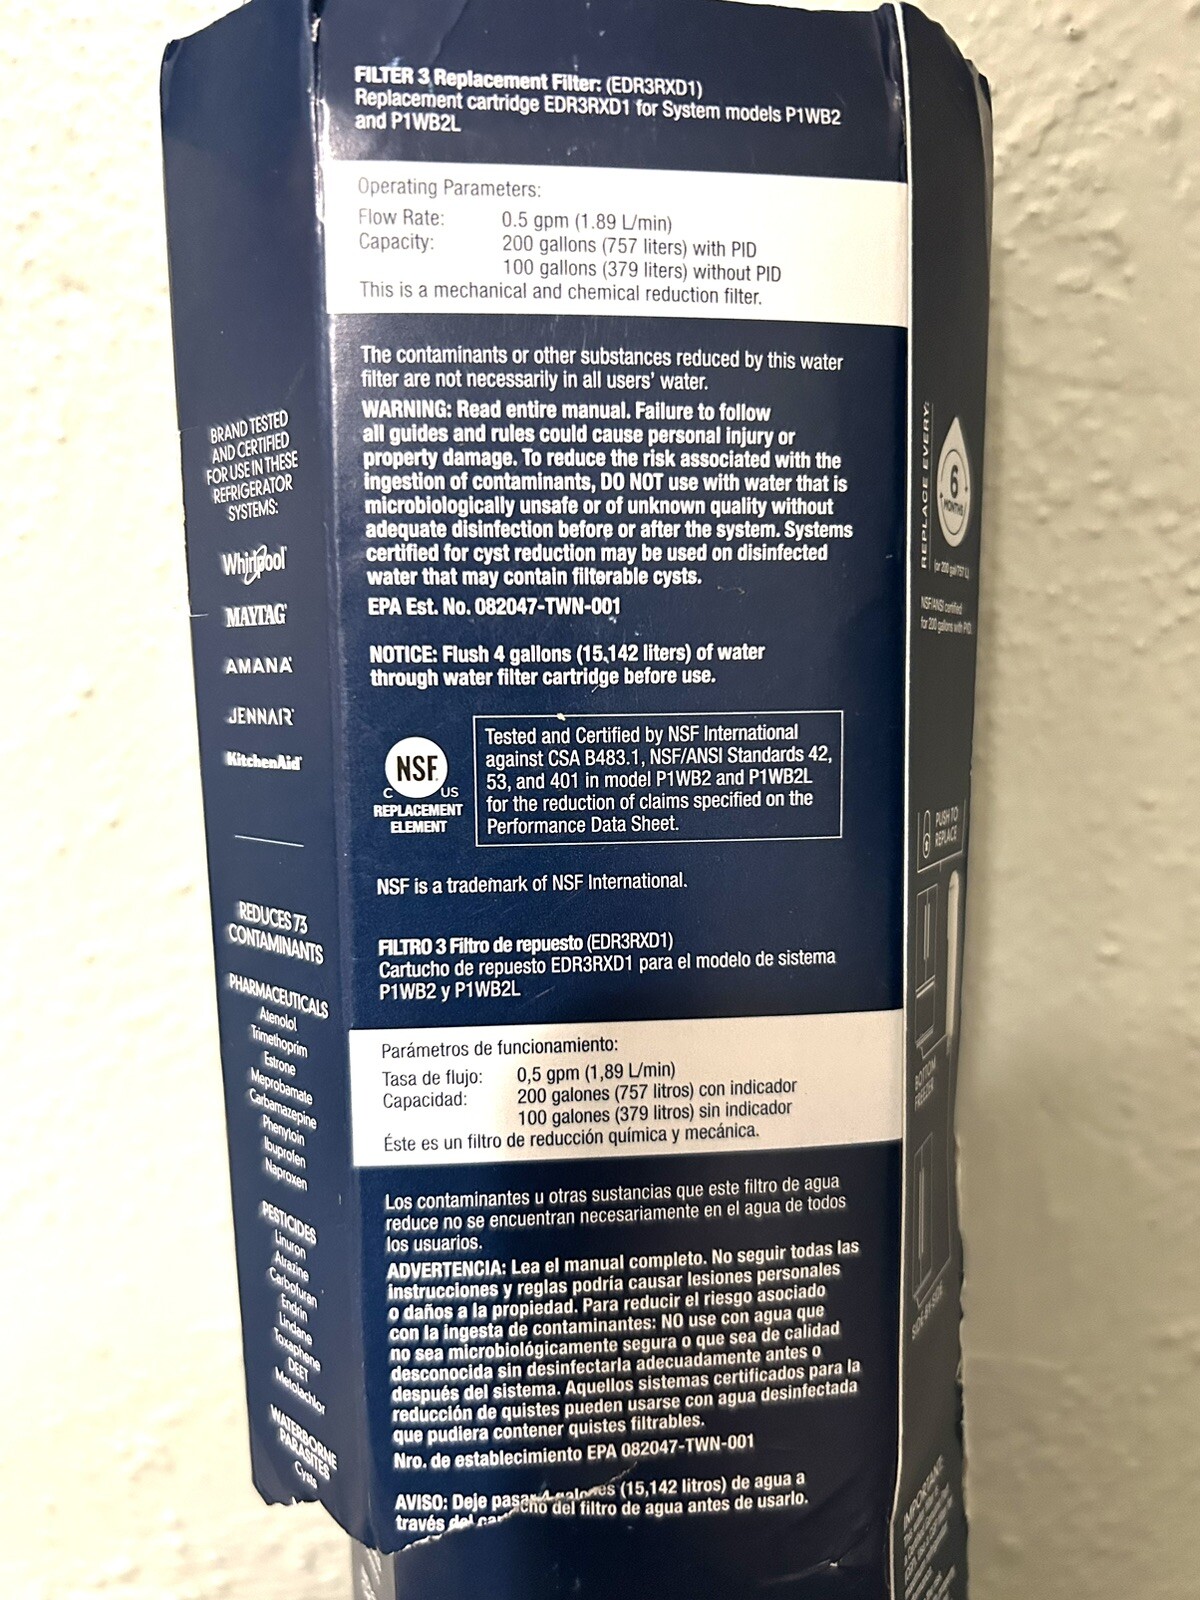 FILTER 3 Replacement Filter: (EDR3RXD1)
Replacement cartridge EDR3RXD1 for System models P1WB2
and P1WB2L
Operating Parameters:
Flow Rate: 0.5 gpm (1.89 L/min)
Capacity: 200 gallons (757 liters) with PID
100 gallons (379 liters) without PID
This is a mechanical and chemical reduction filter.
The contaminants or other substances reduced by this water
filter are not necessarily in all users' water.
WARNING: Read entire manual. Failure to follow
all guides and rules could cause personal injury or
property damage. To reduce the risk associated with the
ingestion of contaminants, DO NOT use with water that is
microbiologically unsafe or of unknown quality without
adequate disinfection before or after the system. Systems
certified for cyst reduction may be used on disinfected
water that may contain filterable cysts.
EPA Est. No. 082047-TWN-001
NOTICE: Flush 4 gallons (15,142 liters) of water
through water filter cartridge before use.
NSF
C US
REPLACEMENT
ELEMENT
Tested and Certified by NSF International
against CSA B483.1, NSF/ANSI Standards 42,
53, and 401 in model P1WB2 and P1WB2L
for the reduction of claims specified on the
Performance Data Sheet.
NSF is a trademark of NSF International.
FILTRO 3 Filtro de repuesto (EDR3RXD1)
Cartucho de repuesto EDR3RXD1 para el modelo de sistema
P1WB2 y P1WB2L
Parámetros de funcionamiento:
Tasa de flujo: 0,5 gpm (1,89 L/min)
Capacidad: 200 galones (757 litros) con indicador
100 galones (379 litros) sin indicador
Éste es un filtro de reducción química y mecánica.
Los contaminantes u otras sustancias que este filtro de agua
reduce no se encuentran necesariamente en el agua de todos
los usuarios.
ADVERTENCIA: Lea el manual completo. No seguir todas las
instrucciones y reglas podría causar lesiones personales
o daños a la propiedad. Para reducir el riesgo asociado
con la ingesta de contaminantes: NO use con agua que
no sea microbiológicamente segura o que sea de calidad
desconocida sin desinfectarla adecuadamente antes o
después del sistema. Aquellos sistemas certificados para la
reducción de quistes pueden usarse con agua desinfectada
que pudiera contener quistes filtrables.
Nro. de establecimiento EPA 082047-TWN-001
AVISO: Deje pasar 4 galones (15,142 litros) de agua a
través del del filtro de agua antes de usarlo.
BRAND TESTED
AND CERTIFIED
FOR USE IN THESE
REFRIGERATOR
SYSTEMS:
Whirlpool
MAYTAG
AMANA
JENNAIR
KitchenAid
REDUCES 73
CONTAMINANTS
PHARMACEUTICALS
Atenolol
Trimethoprim
Estrone
Meprobamate
Carbamazepine
Phenytoin
Ibuprofen
Naproxen
PESTICIDES
Linuron
Atrazine
Carbofuran
Endrin
Lindane
Toxaphene
DEET
Metolachlor
WATERBORNE
PARASITES
Cysts
REPLACE EVERY:
6
MONTHS
(or 200 gal/757 L)
NSF/ANSI certified
for 200 gallons with PID
PUSH TO
REPLACE
BOTTOM
FREEZER
SIDE-BY-SIDE
IMPORTANT: